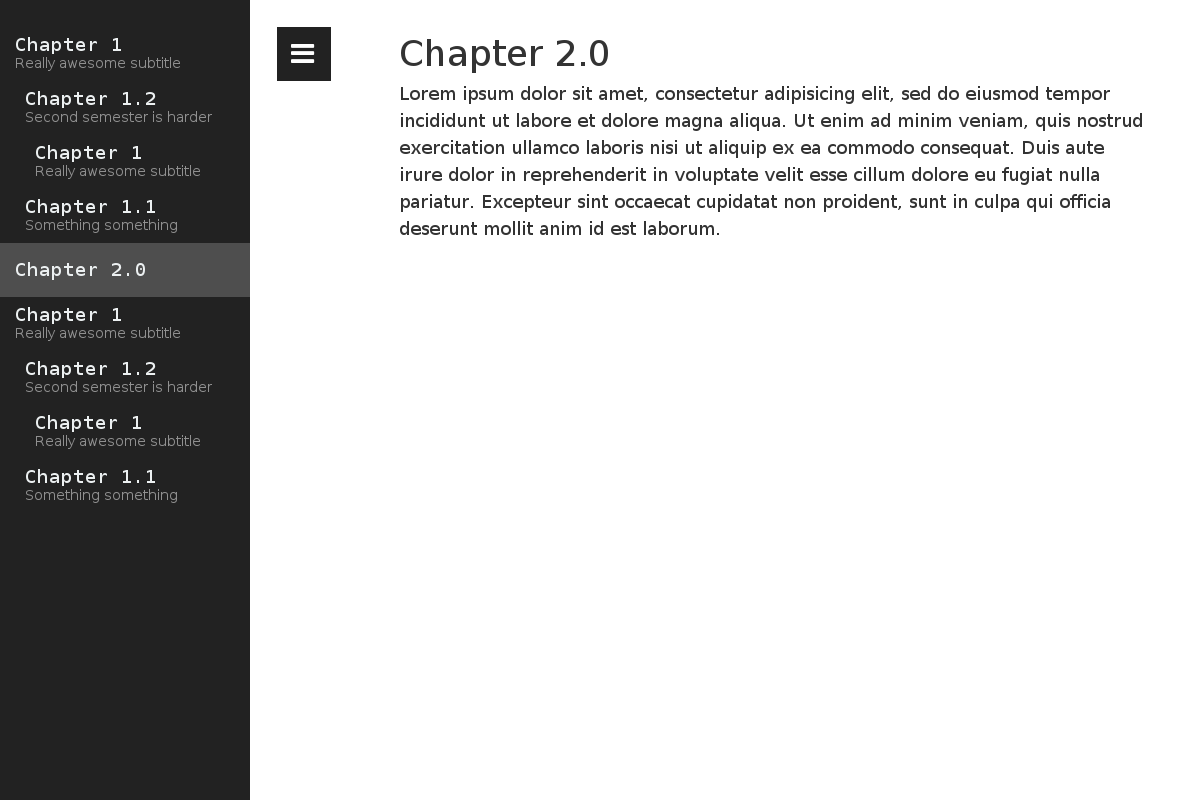 Chapter 1
Really awesome subtitle
Chapter 1.2
Second semester is harder
Chapter 1
Really awesome subtitle
Chapter 1.1
Something something
Chapter 2.0
Chapter 1
Really awesome subtitle
Chapter 1.2
Second semester is harder
Chapter 1
Really awesome subtitle
Chapter 1.1
Something something
Chapter 2.0
Lorem ipsum dolor sit amet, consectetur adipisicing elit, sed do eiusmod tempor
incididunt ut labore et dolore magna aliqua. Ut enim ad minim veniam, quis nostrud
exercitation ullamco laboris nisi ut aliquip ex ea commodo consequat. Duis aute
irure dolor in reprehenderit in voluptate velit esse cillum dolore eu fugiat nulla
pariatur. Excepteur sint occaecat cupidatat non proident, sunt in culpa qui officia
deserunt mollit anim id est laborum.